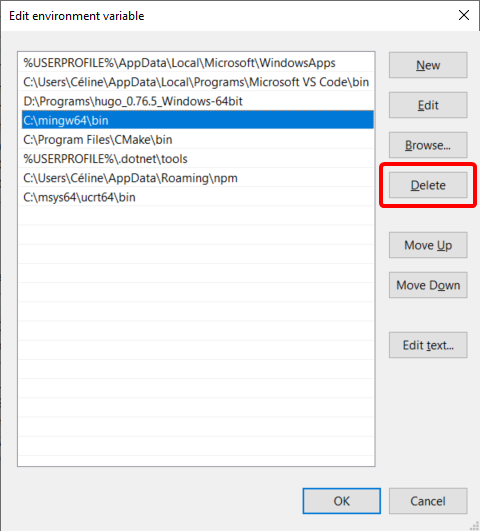 Edit environment variable
%USERPROFILE%\AppData\Local\Microsoft\WindowsApps
C:\Users\Céline\AppData\Local\Programs\Microsoft VS Code\bin
D:\Programs\hugo_0.76.5_Windows-64bit
C:\mingw64\bin
C:\Program Files\CMake\bin
%USERPROFILE%\.dotnet\tools
C:\Users\Céline\AppData\Roaming\npm
C:\msys64\ucrt64\bin
New
Edit
Browse...
Delete
Move Up
Move Down
Edit text...
OK
Cancel